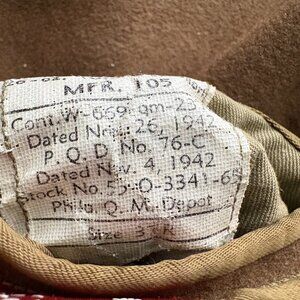 MFR. 105
Cont.W-669 qm-23
Dated Nov. 26, 1942
P. Q. D. No. 76-C
Dated Nov. 4, 1942
Stock No. 55-O-3341-65
Phila. Q. M. Depot
Size